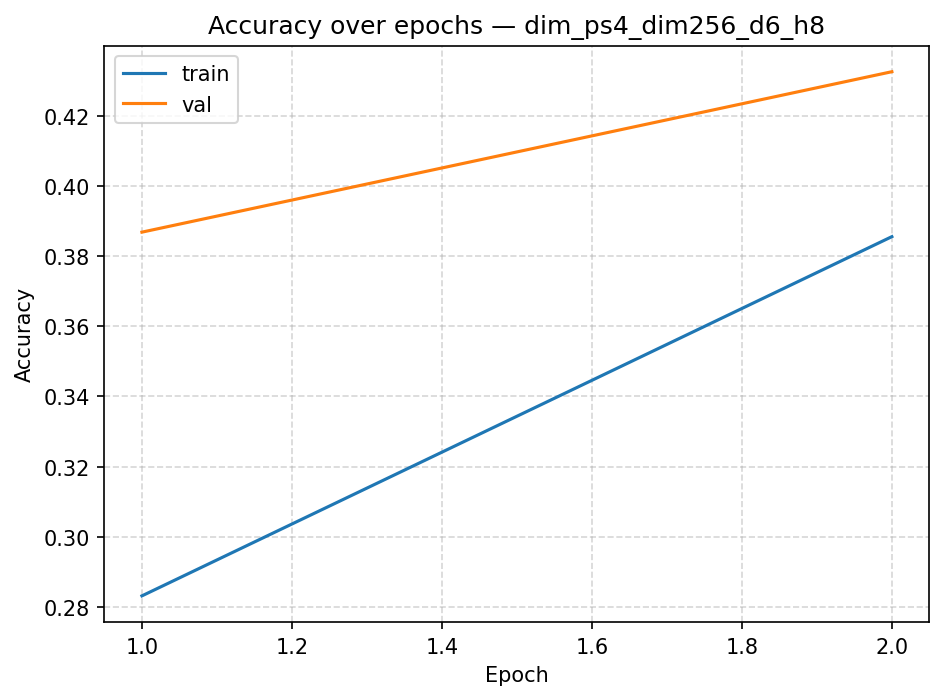 Accuracy over epochs — dim_ps4_dim256_d6_h8
train
val
Accuracy
0.42
0.40
0.38
0.36
0.34
0.32
0.30
0.28
1.0 1.2 1.4 1.6 1.8 2.0
Epoch